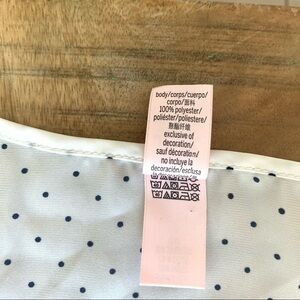 body/corps/cuerpo/
corpo/面料
100% polyester/
poliéster/poliestere/
聚酯纤维
exclusive of
decoration/
sauf décoration/
no incluye la
decoración/esclusa